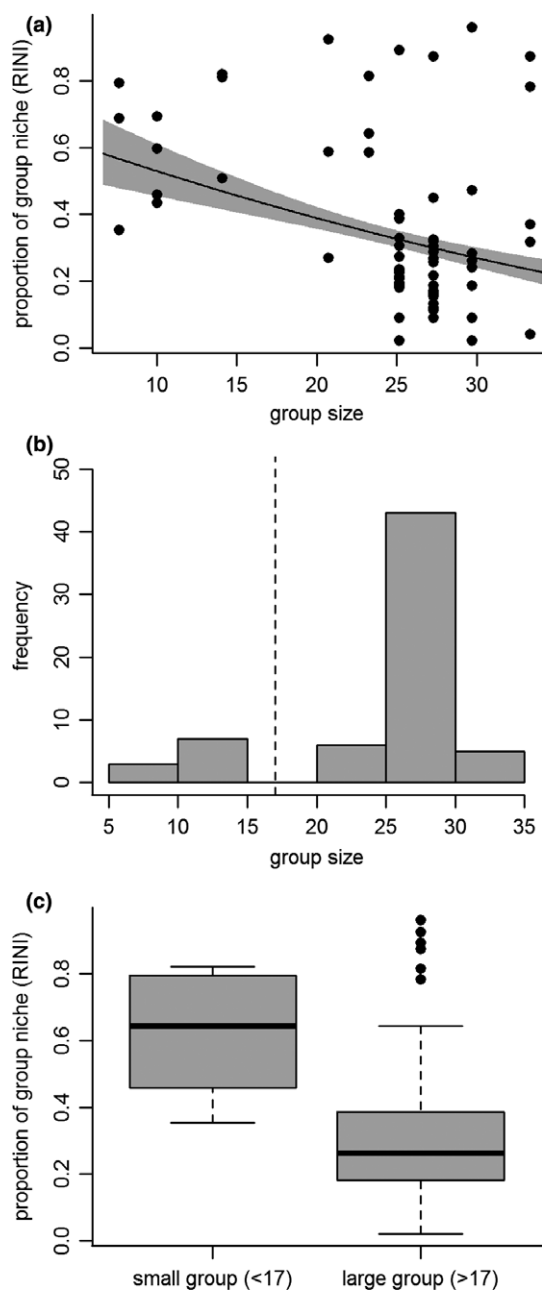 (a)
proportion of group niche (RINI)
0.8
0.6
0.4
0.2
0.0
10 15 20 25 30
group size
(b)
frequency
50
40
30
20
10
0
5 10 15 20 25 30 35
group size
(c)
proportion of group niche (RINI)
0.8
0.6
0.4
0.2
0.0
small group (<17) large group (>17)